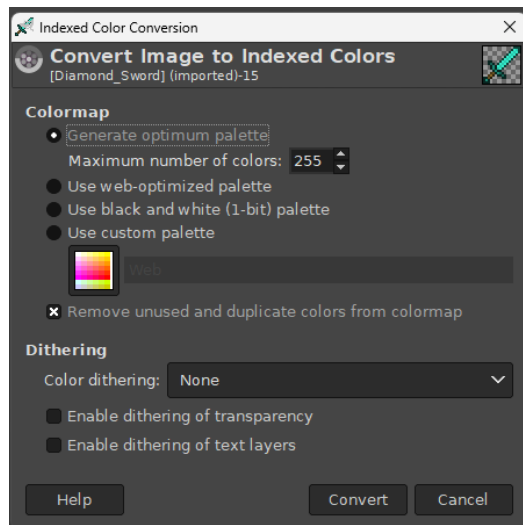 Indexed Color Conversion
Convert Image to Indexed Colors
[Diamond_Sword] (imported)-15
Colormap
Generate optimum palette
Maximum number of colors: 255
Use web-optimized palette
Use black and white (1-bit) palette
Use custom palette
Web
Remove unused and duplicate colors from colormap
Dithering
Color dithering: None
Enable dithering of transparency
Enable dithering of text layers
Help Convert Cancel